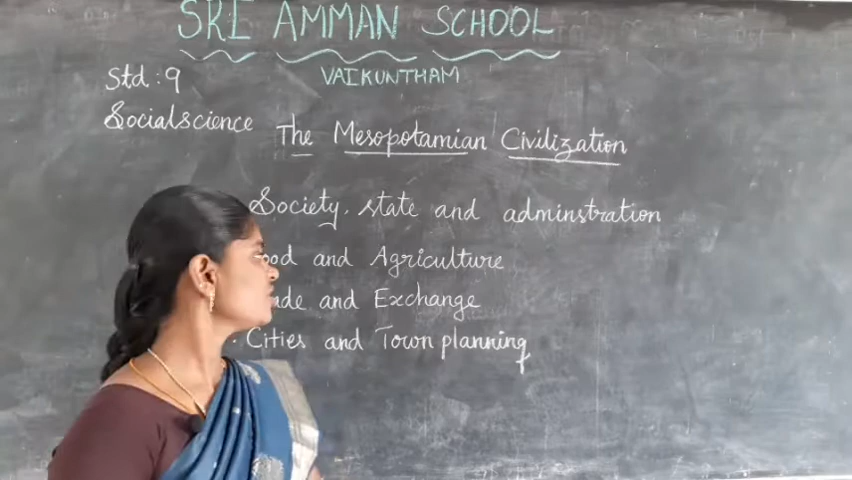 SRI AMMAN SCHOOL
VAIKUNTHAM
Std : 9
Socialscience
The Mesopotamian Civilization
Society, state and adminstration
and Agriculture
and Exchange
Cities and Town planning